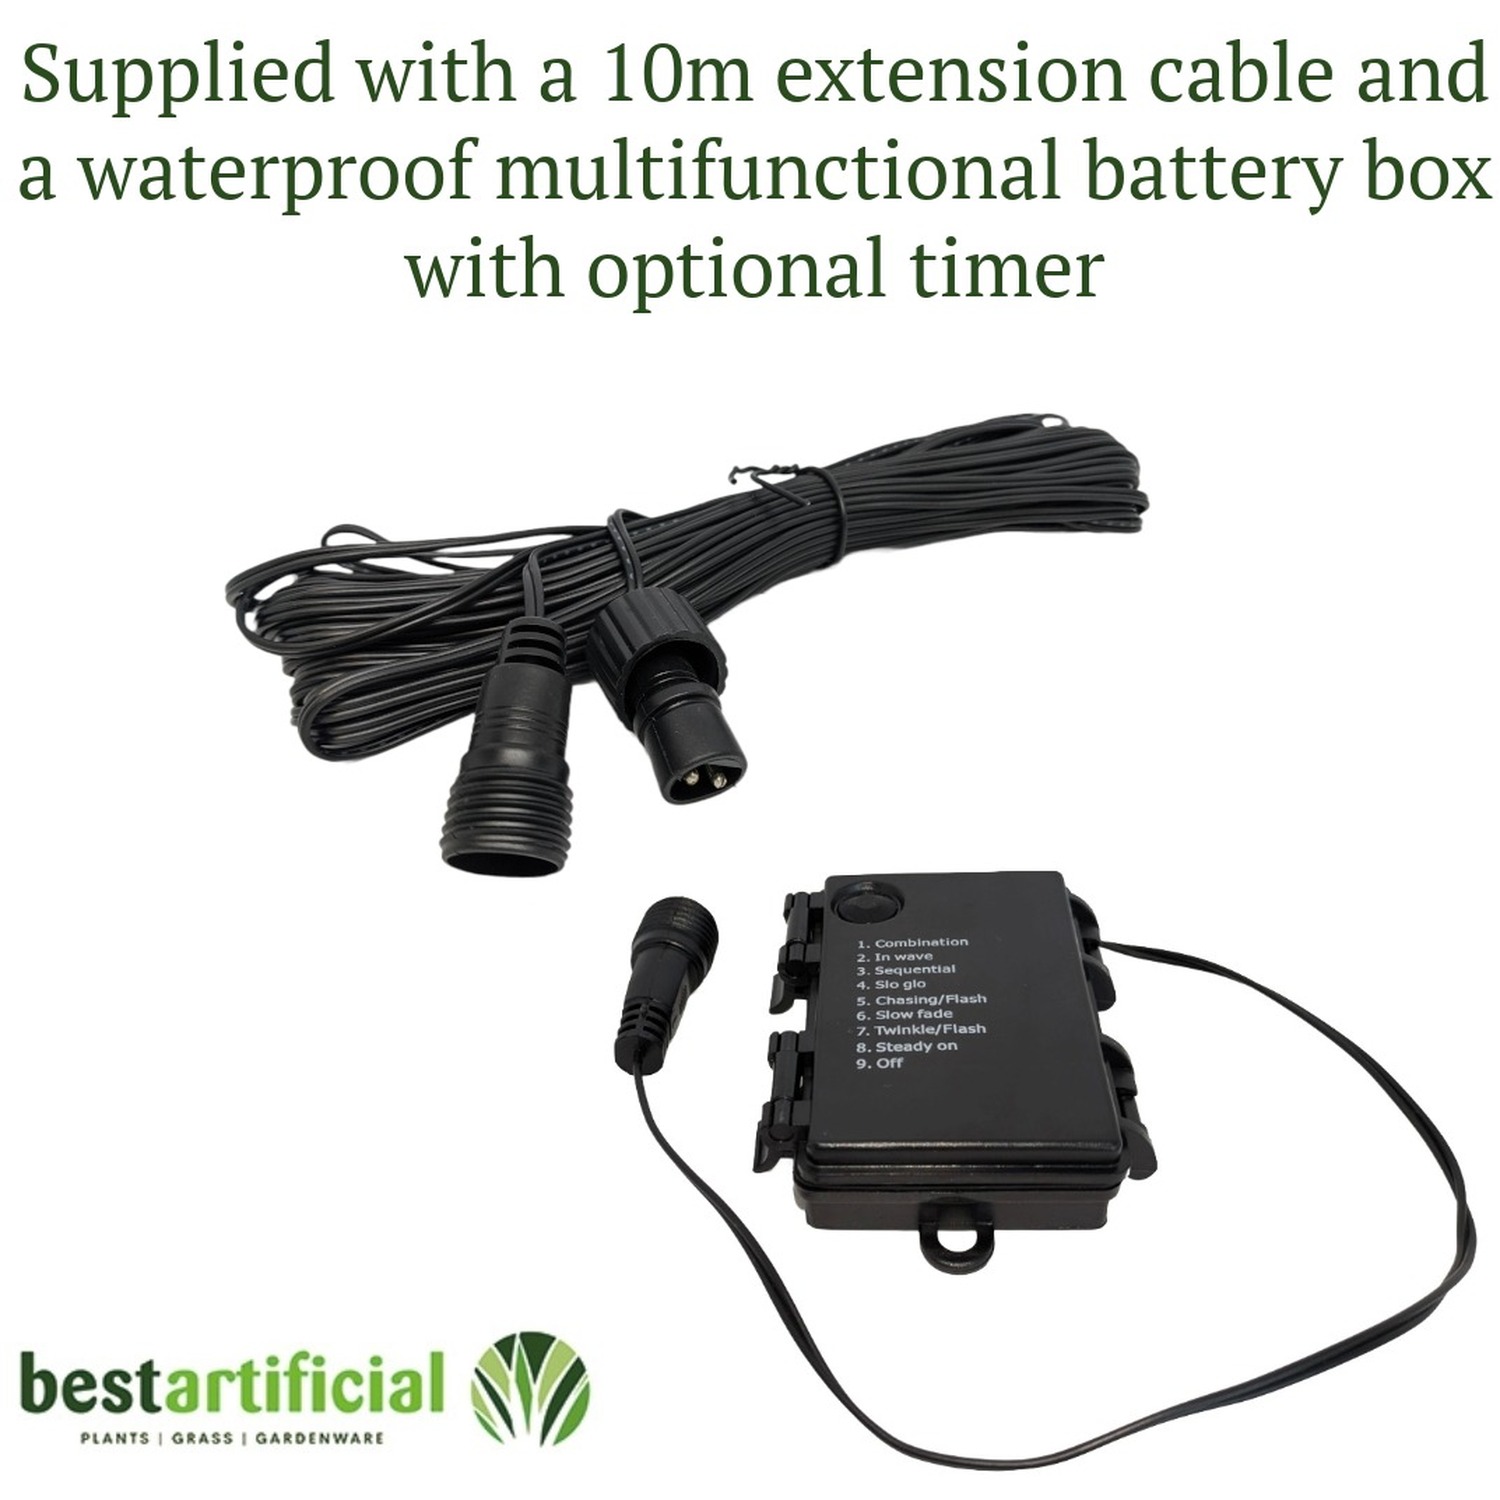 Supplied with a 10m extension cable and
a waterproof multifunctional battery box
with optional timer
1. Combination
2. In wave
3. Sequential
4. Slo glo
5. Chasing/Flash
6. Slow fade
7. Twinkle/Flash
8. Steady on
9. Off
bestartificial
PLANTS | GRASS | GARDENWARE